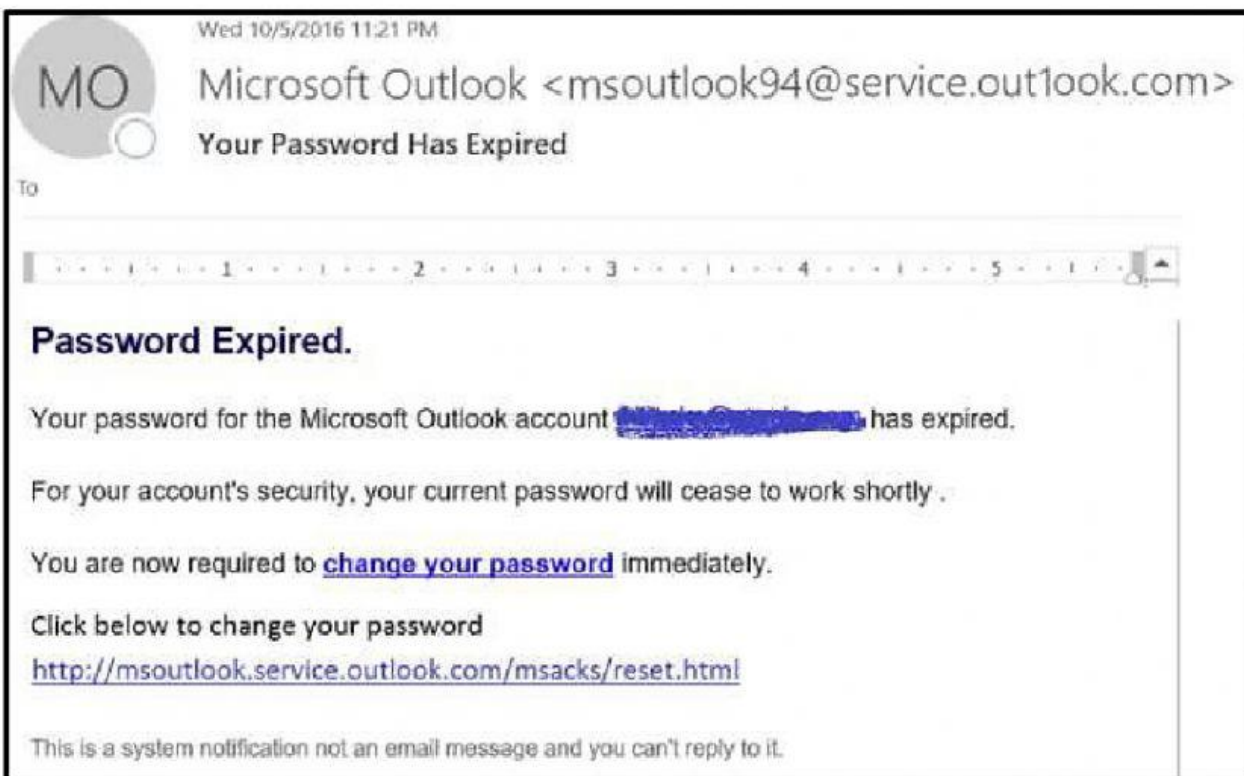 Wed 10/5/2016 11:21 PM
MO
Microsoft Outlook <msoutlook94@service.out1ook.com>
Your Password Has Expired
To
1 2 3 4 5
Password Expired.
Your password for the Microsoft Outlook account has expired.
For your account's security, your current password will cease to work shortly .
You are now required to change your password immediately.
Click below to change your password
http://msoutlook.service.outlook.com/msacks/reset.html
This is a system notification not an email message and you can't reply to it.